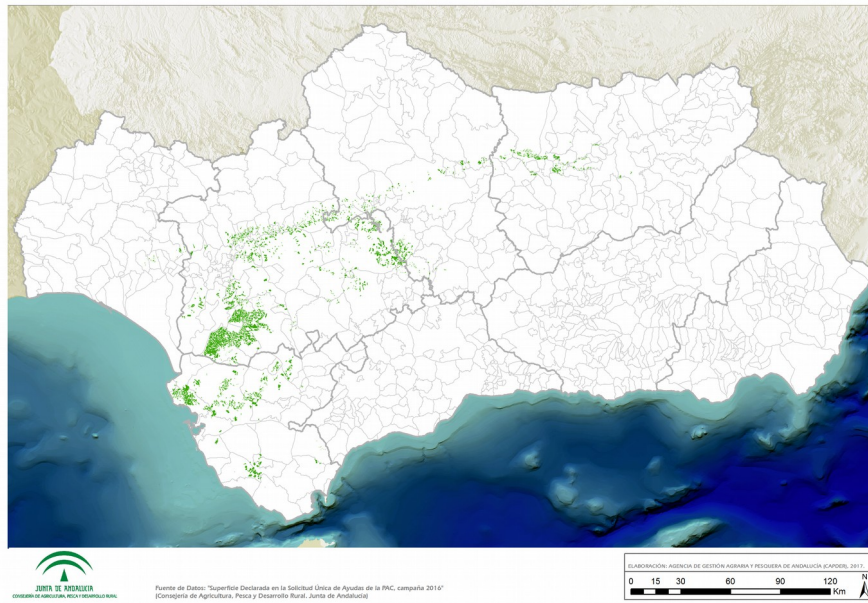 JUNTA DE ANDALUCIA
CONSEJERÍA DE AGRICULTURA, PESCA Y DESARROLLO RURAL
Fuente de Datos: "Superficie Declarada en la Solicitud Única de Ayudas de la PAC, campaña 2016"
(Consejería de Agricultura, Pesca y Desarrollo Rural. Junta de Andalucía)
ELABORACIÓN: AGENCIA DE GESTIÓN AGRARIA Y PESQUERA DE ANDALUCÍA (CAPDER), 2017.
0 15 30 60 90 120
Km
N